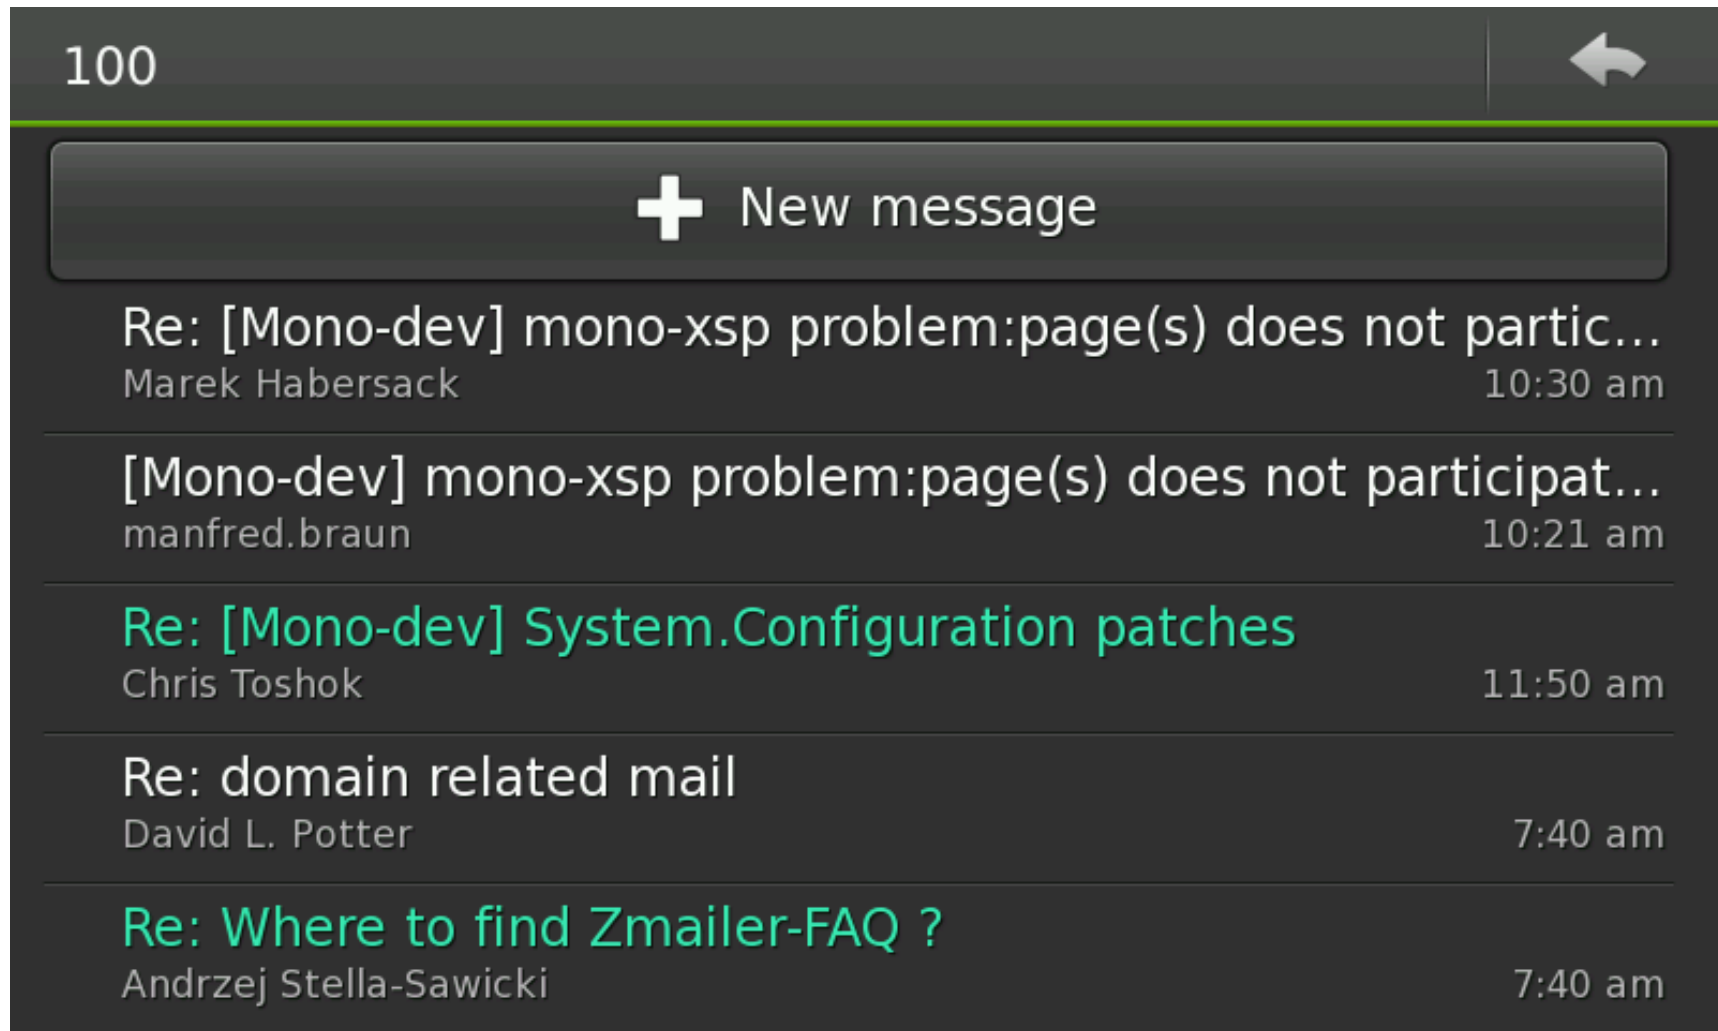 100
New message
Re: [Mono-dev] mono-xsp problem:page(s) does not partic...
Marek Habersack 10:30 am
[Mono-dev] mono-xsp problem:page(s) does not participat...
manfred.braun 10:21 am
Re: [Mono-dev] System.Configuration patches
Chris Toshok 11:50 am
Re: domain related mail
David L. Potter 7:40 am
Re: Where to find Zmailer-FAQ ?
Andrzej Stella-Sawicki 7:40 am